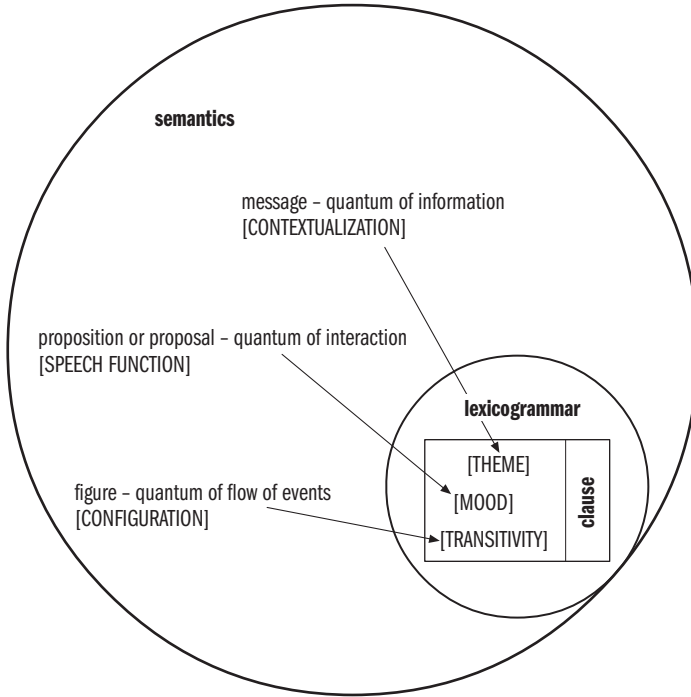 semantics
message – quantum of information
[CONTEXTUALIZATION]
proposition or proposal – quantum of interaction
[SPEECH FUNCTION]
lexicogrammar
[THEME]
figure – quantum of flow of events
[MOOD]
clause
[CONFIGURATION]
[TRANSITIVITY]